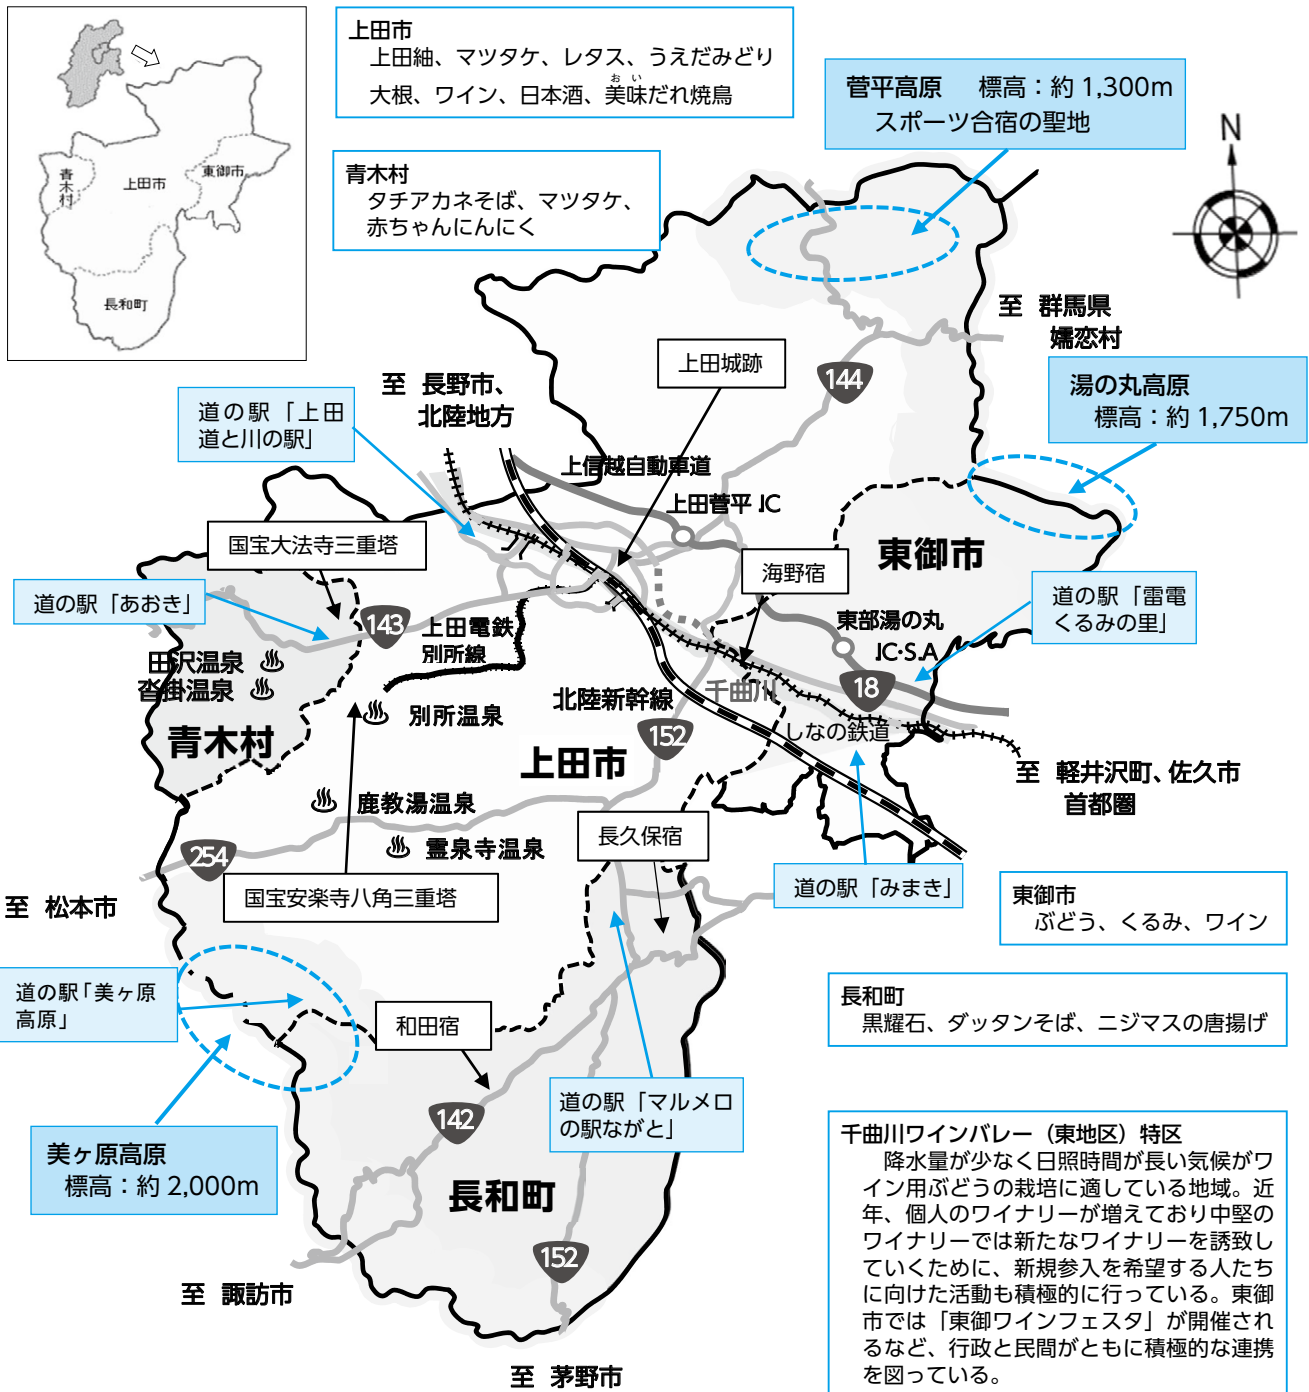 上田市
上田紬、マツタケ、レタス、うえだみどり
大根、ワイン、日本酒、美味だれ焼鳥
おい
菅平高原 標高：約 1,300m
スポーツ合宿の聖地
青木村
上田市
東御市
長和町
青木村
タチアカネそば、マツタケ、
赤ちゃんにんにく
N
至 群馬県
嬬恋村
上田城跡
144
至 長野市、
北陸地方
湯の丸高原
標高：約 1,750m
道の駅「上田
道と川の駅」
上信越自動車道
上田菅平 JC
国宝大法寺三重塔
東御市
海野宿
道の駅「あおき」
143
上田電鉄
別所線
東部湯の丸
JC・S.A
道の駅「雷電
くるみの里」
田沢温泉
沓掛温泉
別所温泉
北陸新幹線
千曲川
18
青木村
上田市
152
しなの鉄道
至 軽井沢町、佐久市
首都圏
鹿教湯温泉
霊泉寺温泉
長久保宿
254
至 松本市
国宝安楽寺八角三重塔
道の駅「みまき」
東御市
ぶどう、くるみ、ワイン
道の駅「美ヶ原
高原」
和田宿
長和町
黒耀石、ダッタンそば、ニジマスの唐揚げ
142
道の駅「マルメロ
の駅ながと」
美ヶ原高原
標高：約 2,000m
長和町
152
至 諏訪市
至 茅野市
千曲川ワインバレー（東地区）特区
降水量が少なく日照時間が長い気候がワ
イン用ぶどうの栽培に適している地域。近
年、個人のワイナリーが増えており中堅の
ワイナリーでは新たなワイナリーを誘致し
ていくために、新規参入を希望する人たち
に向けた活動も積極的に行っている。東御
市では「東御ワインフェスタ」が開催され
るなど、行政と民間がともに積極的な連携
を図っている。